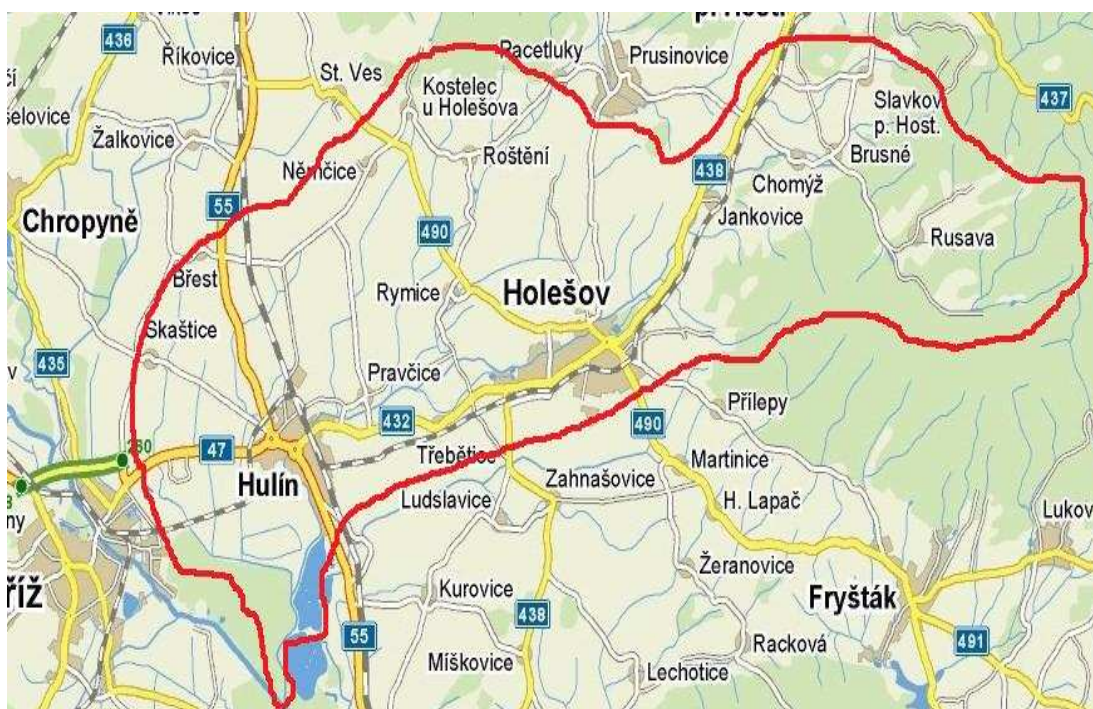 436
Říkovice
St. Ves
Pacetluky
Prusinovice
Kostelec
u Holešova
Slavkov
p. Host.
437
Žalkovice
Roštění
Němčice
Brusné
438
Chomýž
55
Jankovice
Chropyně
490
Rusava
Břest
Rymice
Holešov
Skaštice
435
Pravčice
Přílepy
432
490
47
Třebětice
Martinice
Hulín
Zahnašovice
Ludslavice
H. Lapač
Žeranovice
Kurovice
Fryšták
438
55
491
Racková
Míškovice
Lechotice